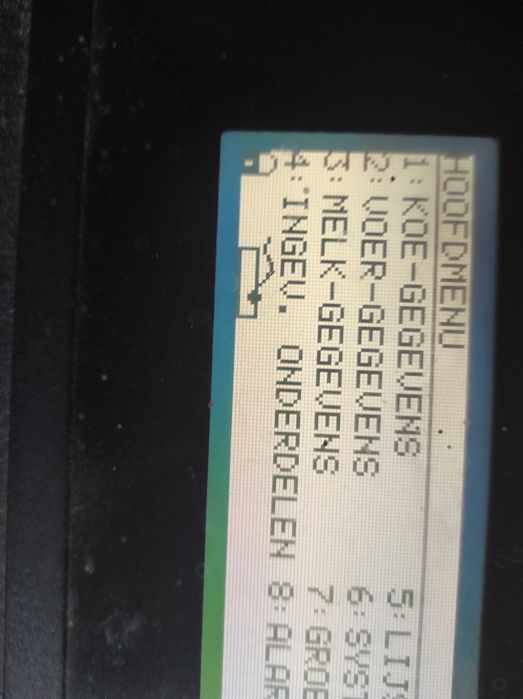 HOOFDMENU
1: KOE-GEGEVENS 5: LIJ
2: VOER-GEGEVENS 6: SYST
3: MELK-GEGEVENS 7: GROE
4: INGEV. ONDERDELEN 8: ALAR